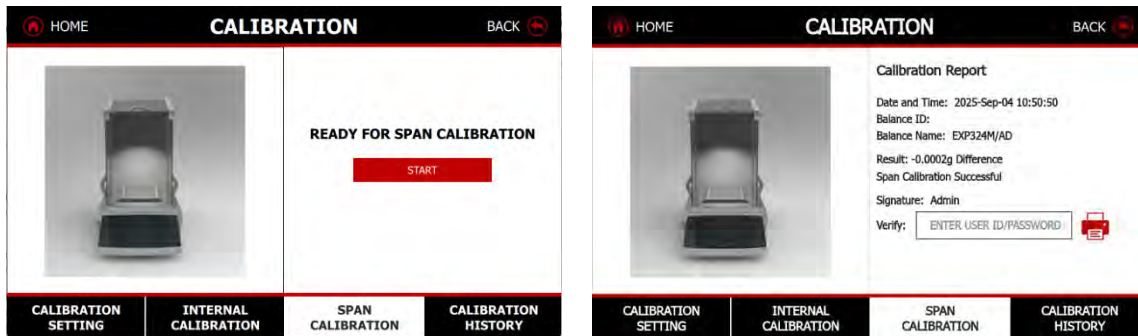 HOME
CALIBRATION
BACK
READY FOR SPAN CALIBRATION
START
CALIBRATION SETTING
INTERNAL CALIBRATION
SPAN CALIBRATION
CALIBRATION HISTORY
HOME
CALIBRATION
BACK
Calibration Report
Date and Time: 2025-Sep-04 10:50:50
Balance ID:
Balance Name: EXP324M/AD
Result: -0.0002g Difference
Span Calibration Successful
Signature: Admin
Verify: ENTER USER ID/PASSWORD
CALIBRATION SETTING
INTERNAL CALIBRATION
SPAN CALIBRATION
CALIBRATION HISTORY